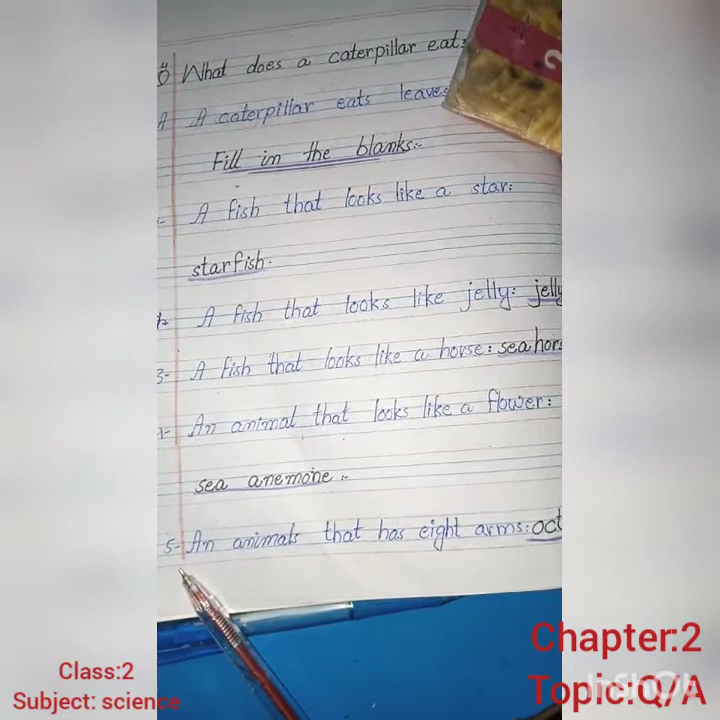 Q What does a caterpillar eat:
A A caterpillar eats leaves
Fill in the blanks:-
A fish that looks like a star:
starfish.
A fish that looks like jelly: jelly
3- A fish that looks like a horse: sea hors
An animal that looks like a flower:
sea anemone :-
5- An animals that has eight arms: oct
Class:2
Subject: science
Chapter:2
Topic:Q/A
InShOt